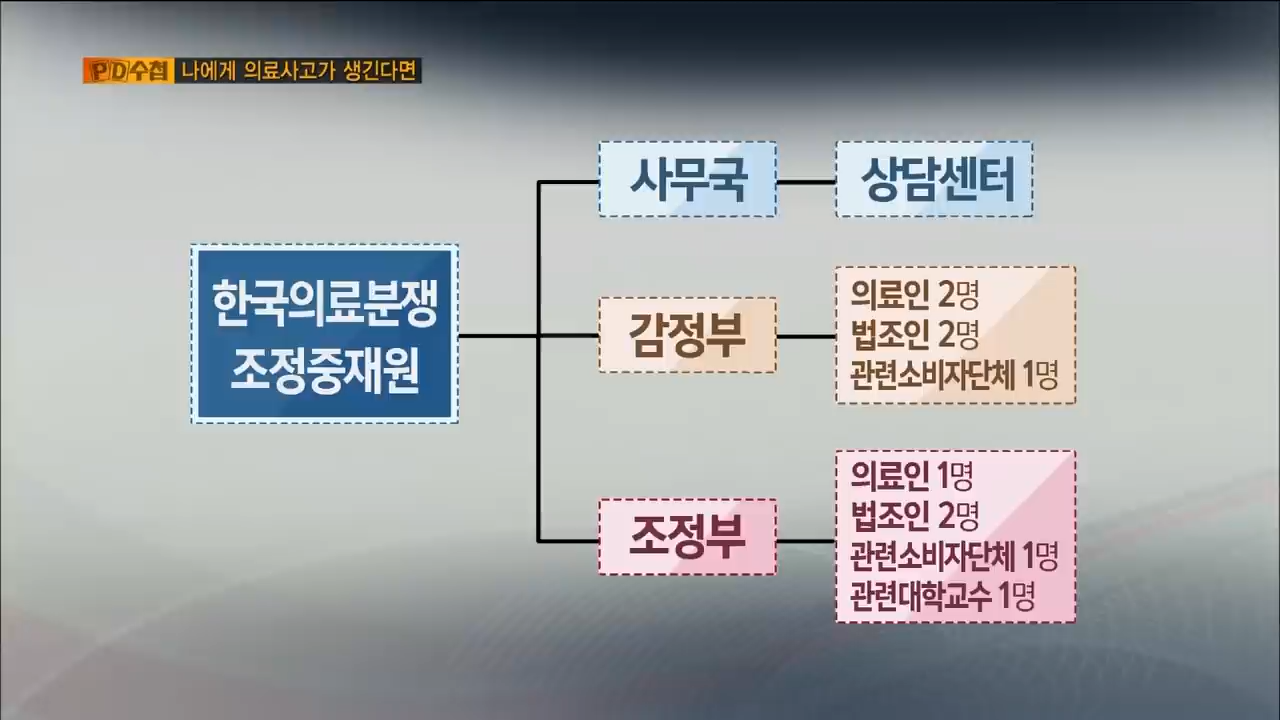 PD수첩 나에게 의료사고가 생긴다면
한국의료분쟁
조정중재원
사무국
상담센터
감정부
의료인 2명
법조인 2명
관련소비자단체 1명
조정부
의료인 1명
법조인 2명
관련소비자단체 1명
관련대학교수 1명